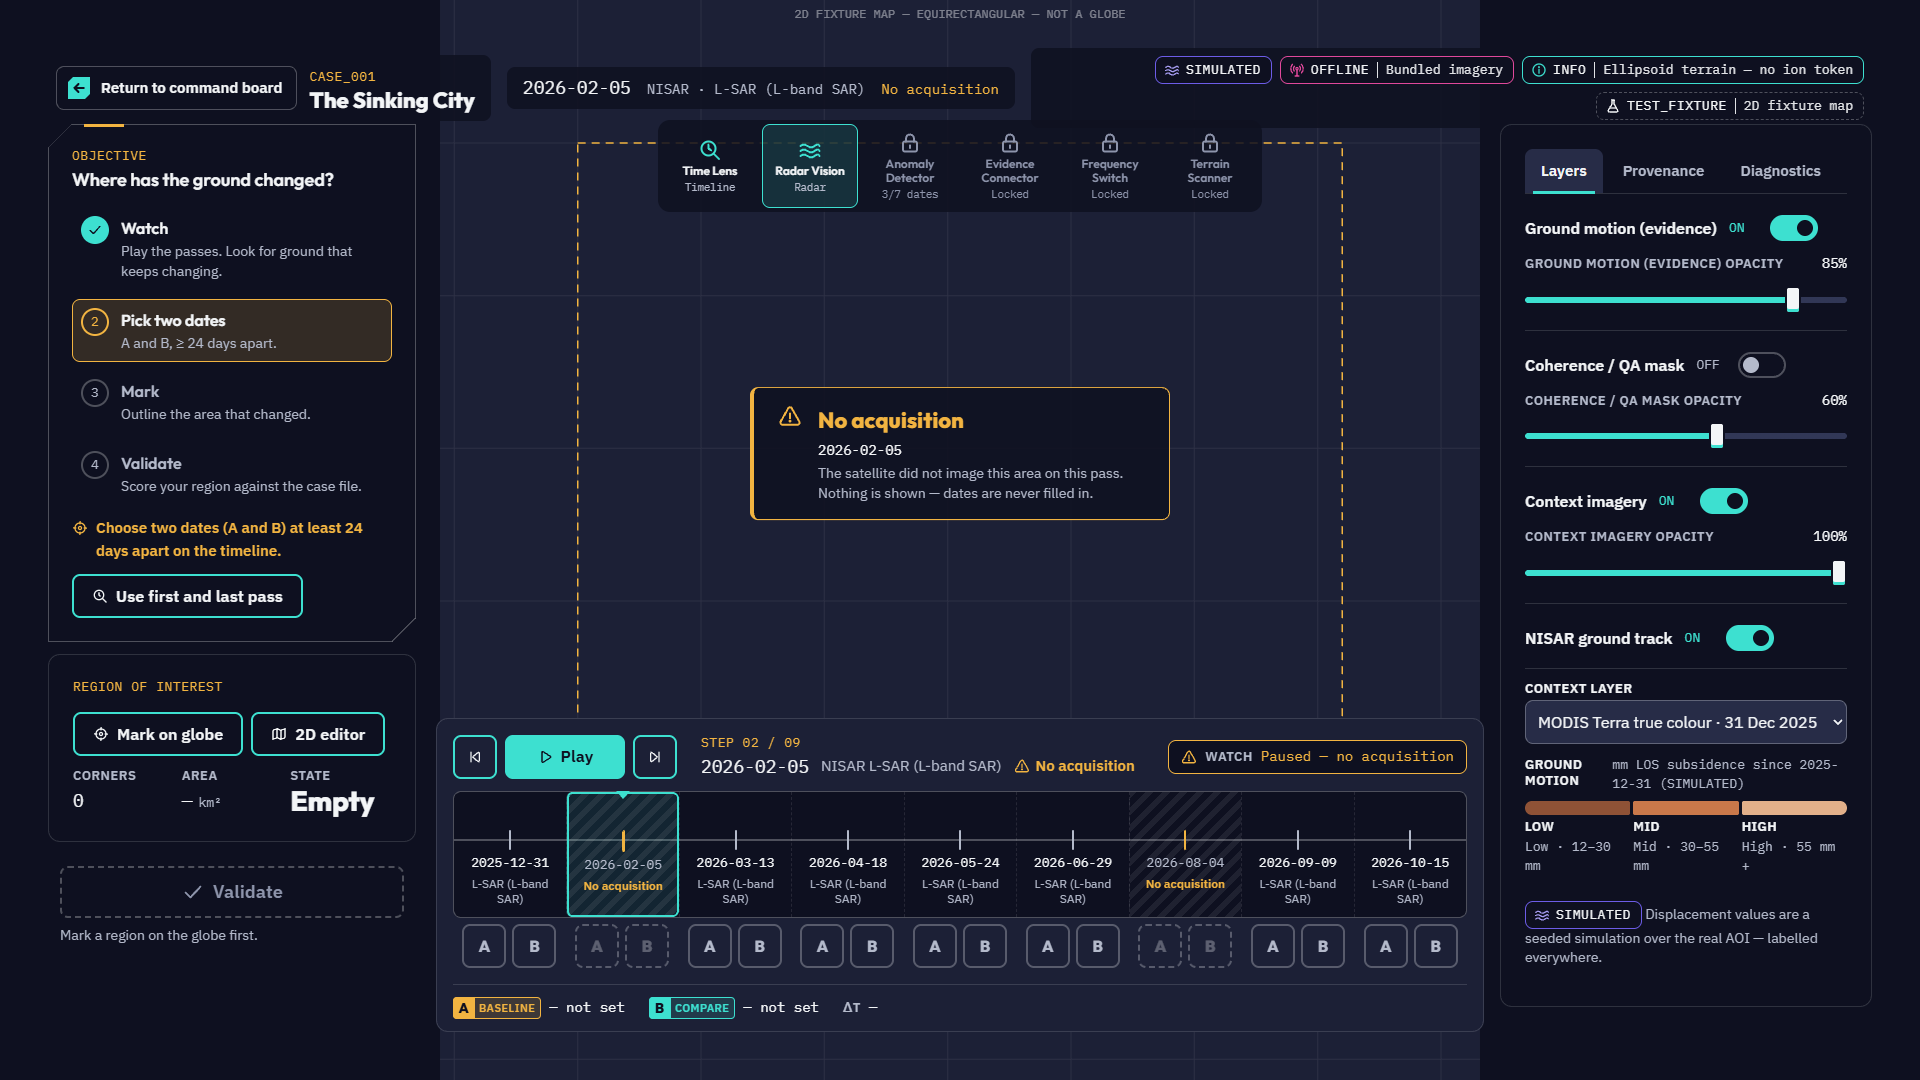 2D FIXTURE MAP — EQUIRECTANGULAR — NOT A GLOBE
Return to command board
CASE_001
The Sinking City
2026-02-05 NISAR · L-SAR (L-band SAR) No acquisition
SIMULATED
OFFLINE | Bundled imagery
INFO | Ellipsoid terrain — no ion token
TEST_FIXTURE | 2D fixture map
OBJECTIVE
Where has the ground changed?
Watch
Play the passes. Look for ground that
keeps changing.
2
Pick two dates
A and B, ≥ 24 days apart.
3
Mark
Outline the area that changed.
4
Validate
Score your region against the case file.
Choose two dates (A and B) at least 24
days apart on the timeline.
Use first and last pass
REGION OF INTEREST
Mark on globe
2D editor
CORNERS AREA STATE
0 — km² Empty
Validate
Mark a region on the globe first.
Time Lens
Timeline
Radar Vision
Radar
Anomaly
Detector
3/7 dates
Evidence
Connector
Locked
Frequency
Switch
Locked
Terrain
Scanner
Locked
No acquisition
2026-02-05
The satellite did not image this area on this pass.
Nothing is shown — dates are never filled in.
Play
STEP 02 / 09
2026-02-05 NISAR L-SAR (L-band SAR) No acquisition
WATCH Paused — no acquisition
2025-12-31
L-SAR (L-band
SAR)
2026-02-05
No acquisition
2026-03-13
L-SAR (L-band
SAR)
2026-04-18
L-SAR (L-band
SAR)
2026-05-24
L-SAR (L-band
SAR)
2026-06-29
L-SAR (L-band
SAR)
2026-08-04
No acquisition
2026-09-09
L-SAR (L-band
SAR)
2026-10-15
L-SAR (L-band
SAR)
A B A B A B A B A B A B A B A B A B
A BASELINE — not set B COMPARE — not set ΔT —
Layers Provenance Diagnostics
Ground motion (evidence) ON
GROUND MOTION (EVIDENCE) OPACITY 85%
Coherence / QA mask OFF
COHERENCE / QA MASK OPACITY 60%
Context imagery ON
CONTEXT IMAGERY OPACITY 100%
NISAR ground track ON
CONTEXT LAYER
MODIS Terra true colour · 31 Dec 2025
GROUND
MOTION
mm LOS subsidence since 2025-
12-31 (SIMULATED)
LOW
Low · 12–30
mm
MID
Mid · 30–55
mm
HIGH
High · 55 mm
+
SIMULATED Displacement values are a
seeded simulation over the real AOI — labelled
everywhere.